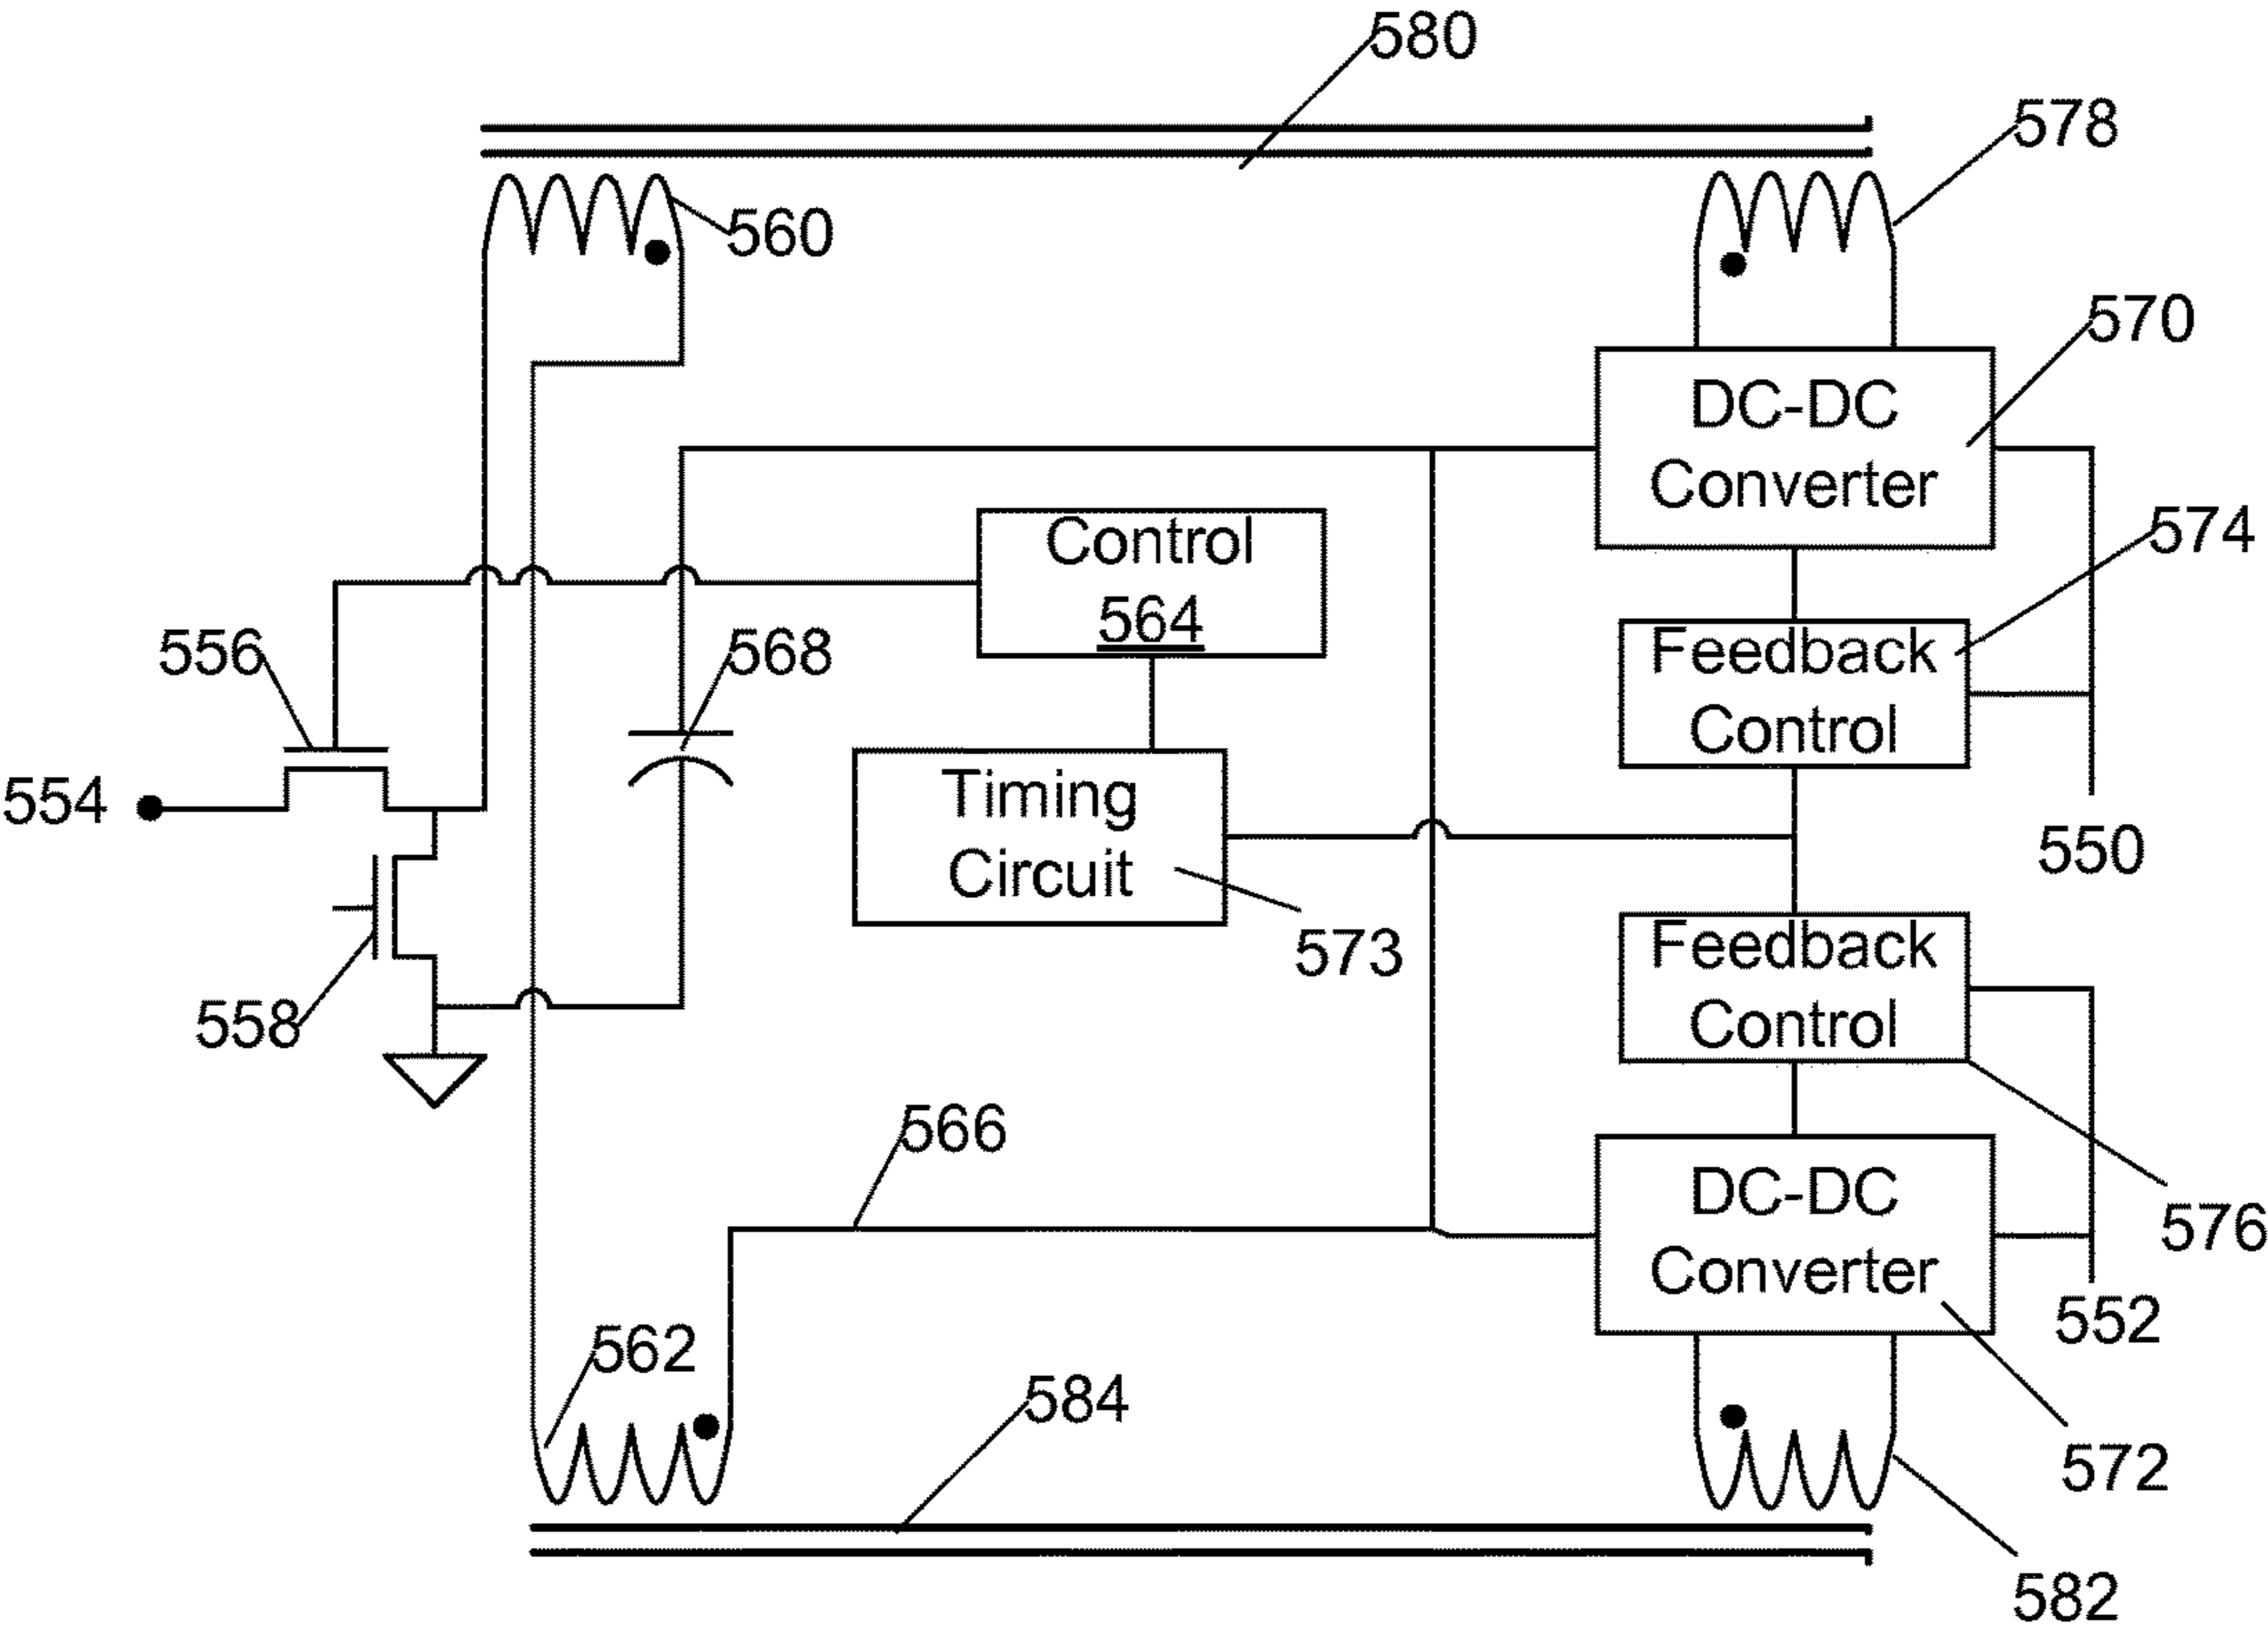 580
578
560
570
DC-DC
Converter
574
Control
564
556
568
Feedback
Control
554
Timing
Circuit
550
573
Feedback
Control
558
566
576
DC-DC
Converter
552
562
584
572
582